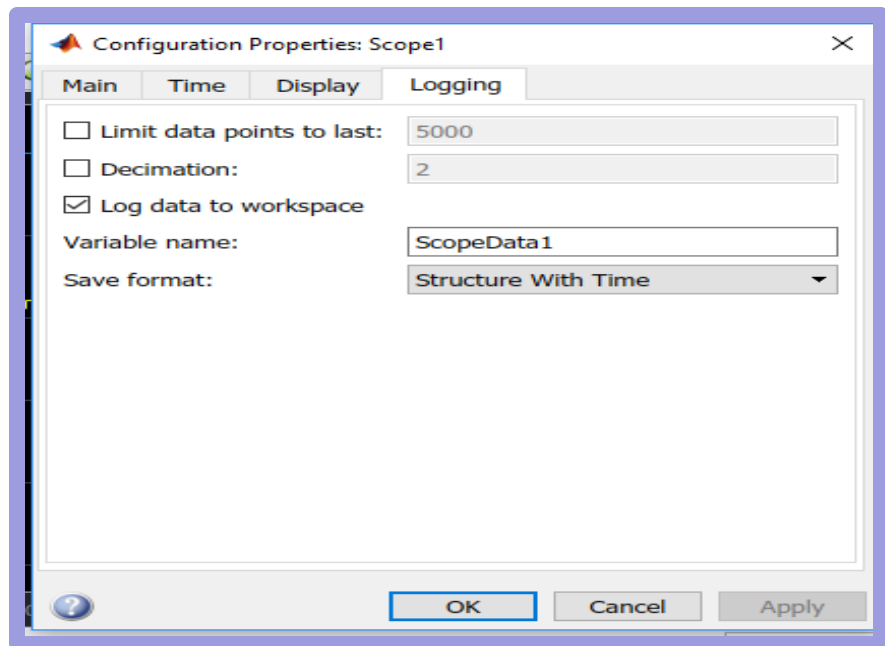 Configuration Properties: Scope1
Main Time Display Logging
Limit data points to last: 5000
Decimation: 2
Log data to workspace
Variable name: ScopeData1
Save format: Structure With Time
? OK Cancel Apply